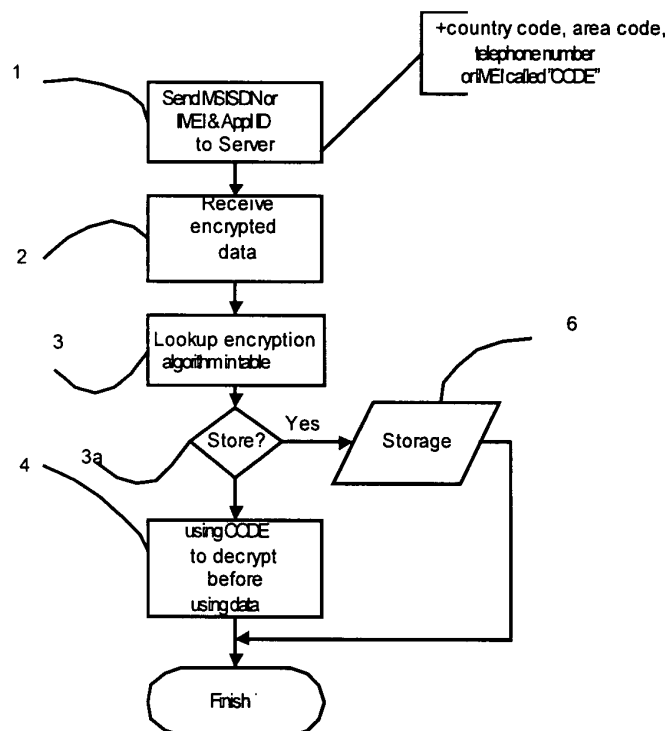 +country code, area code,
telephone number
or IMEI called "CODE"
1
Send MSISDN or
IMEI & Appl ID
to Server
Receive
encrypted
data
2
3
Lookup encryption
algorithm in table
6
Store?
Yes
Storage
3a
4
using CODE
to decrypt
before
using data
Finish